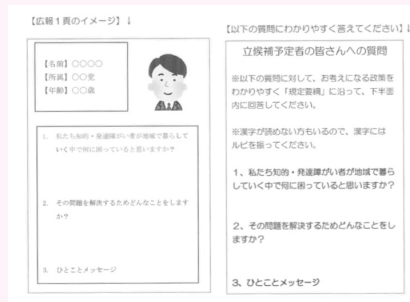 【広報1頁のイメージ】↓
【名前】○○○○
【所属】○○党
【年齢】○○歳
1. 私たち知的・発達障がい者が地域で暮らして
いく中で何に困っていると思いますか？
2. その問題を解決するためどんなことをします
か？
3. ひとことメッセージ
【以下の質問にわかりやすく答えてください】↓
立候補予定者の皆さんへの質問
※以下の質問に対して、お考えになる政策を
わかりやすく「規定要綱」に沿って、下半面
内に回答してください。
※漢字が読めない方もいるので、漢字には
ルビを振ってください。
1、私たち知的・発達障がい者が地域で暮ら
していく中で何に困っていると思いますか？
2、その問題を解決するためどんなことをし
ますか？
3、ひとことメッセージ